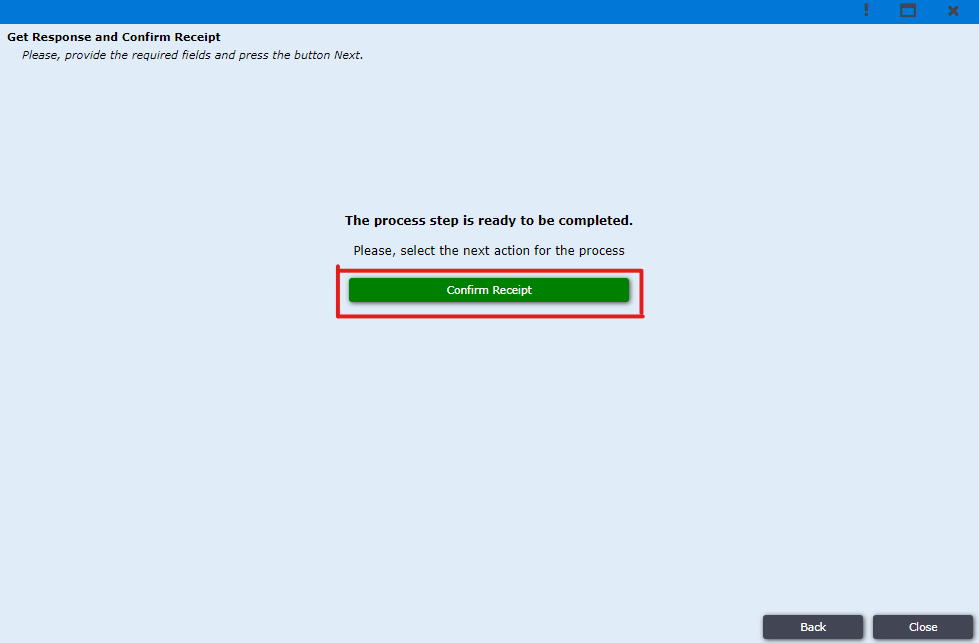 Get Response and Confirm Receipt
Please, provide the required fields and press the button Next.
The process step is ready to be completed.
Please, select the next action for the process
Confirm Receipt
Back
Close